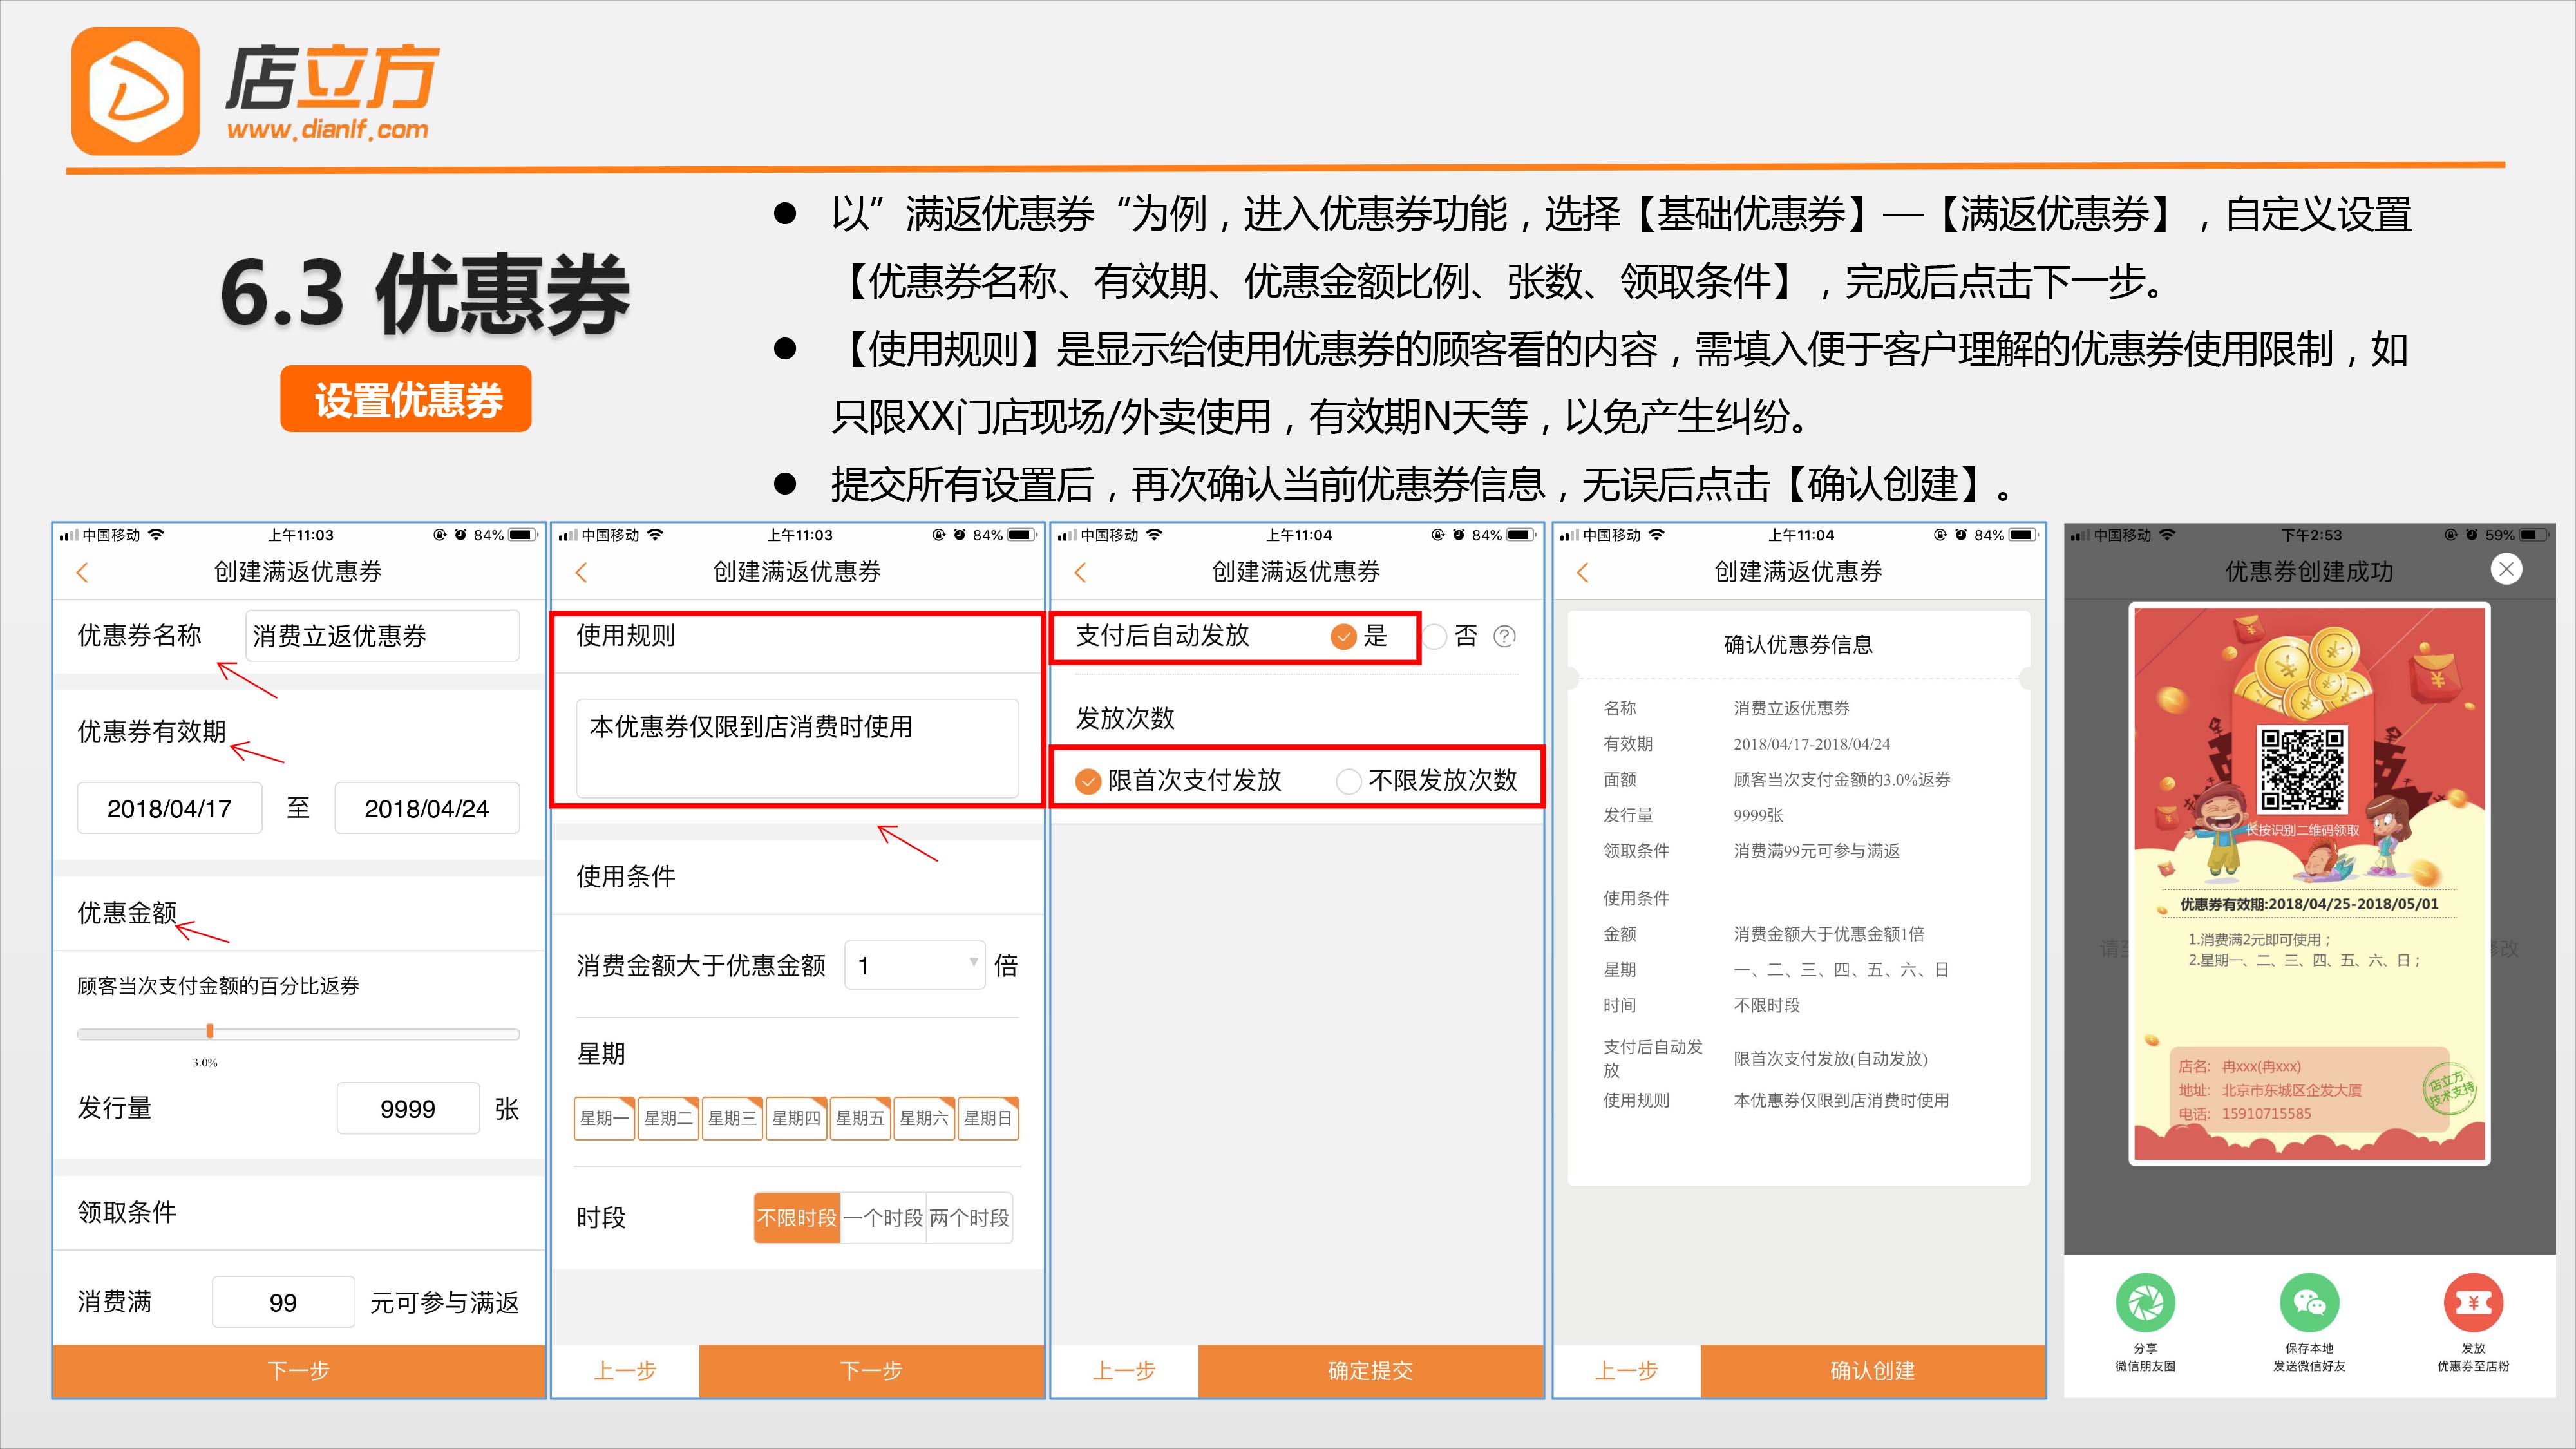 店立方
www.dianlf.com
6.3 优惠券
设置优惠券
● 以”满返优惠券“为例，进入优惠券功能，选择【基础优惠券】—【满返优惠券】，自定义设置
【优惠券名称、有效期、优惠金额比例、张数、领取条件】，完成后点击下一步。
● 【使用规则】是显示给使用优惠券的顾客看的内容，需填入便于客户理解的优惠券使用限制，如
只限XX门店现场/外卖使用，有效期N天等，以免产生纠纷。
● 提交所有设置后，再次确认当前优惠券信息，无误后点击【确认创建】。
中国移动 上午11:03 84%
创建满返优惠券
优惠券名称 消费立返优惠券
优惠券有效期
2018/04/17 至 2018/04/24
优惠金额
顾客当次支付金额的百分比返券
3.0%
发行量 9999 张
领取条件
消费满 99 元可参与满返
下一步
中国移动 上午11:03 84%
创建满返优惠券
使用规则
本优惠券仅限到店消费时使用
使用条件
消费金额大于优惠金额 1 倍
星期
星期一 星期二 星期三 星期四 星期五 星期六 星期日
时段 不限时段 一个时段 两个时段
上一步 下一步
中国移动 上午11:04 84%
创建满返优惠券
支付后自动发放 是 否 ?
发放次数
限首次支付发放 不限发放次数
上一步 确定提交
中国移动 上午11:04 84%
创建满返优惠券
确认优惠券信息
名称 消费立返优惠券
有效期 2018/04/17-2018/04/24
面额 顾客当次支付金额的3.0%返券
发行量 9999张
领取条件 消费满99元可参与满返
使用条件
金额 消费金额大于优惠金额1倍
星期 一、二、三、四、五、六、日
时间 不限时段
支付后自动发
放 限首次支付发放(自动发放)
使用规则 本优惠券仅限到店消费时使用
上一步 确认创建
中国移动 下午2:53 59%
优惠券创建成功
长按识别二维码领取
优惠券有效期:2018/04/25-2018/05/01
1.消费满2元即可使用；
2.星期一、二、三、四、五、六、日；
店名: 冉xxx(冉xxx)
地址: 北京市东城区企发大厦
电话: 15910715585
店立方
技术支持
分享
微信朋友圈
保存本地
发送微信好友
发放
优惠券至店粉